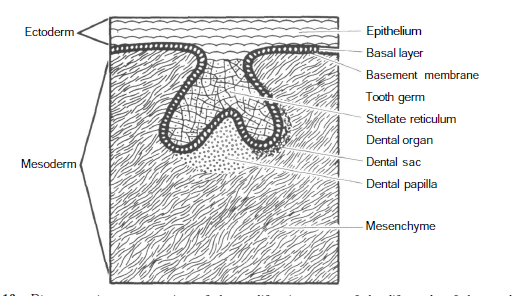 Ectoderm
Mesoderm
Epithelium
Basal layer
Basement membrane
Tooth germ
Stellate reticulum
Dental organ
Dental sac
Dental papilla
Mesenchyme